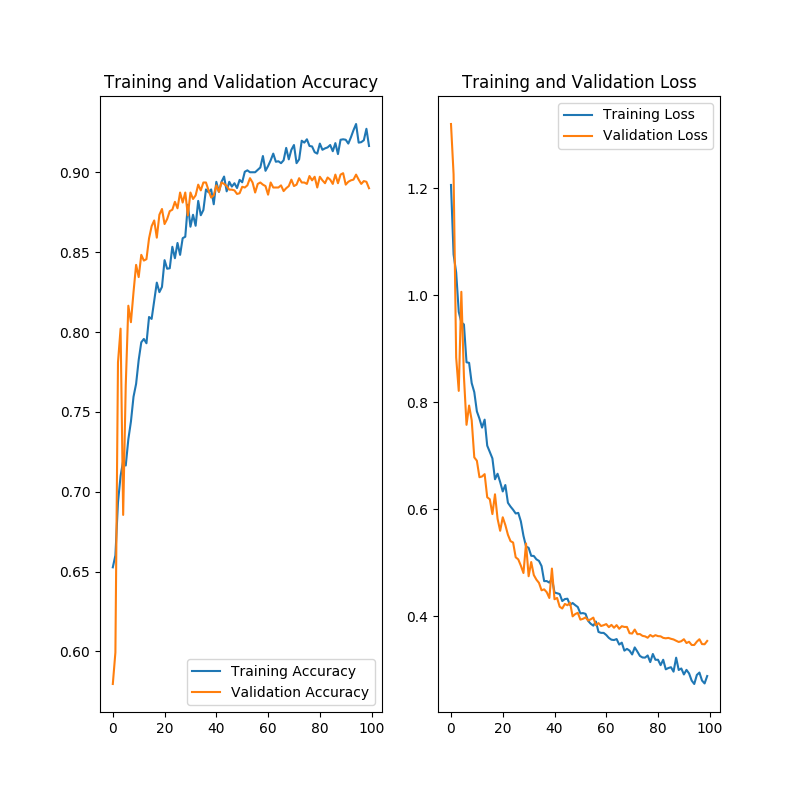 Training and Validation Accuracy
0.90
0.85
0.80
0.75
0.70
0.65
0.60
0 20 40 60 80 100
Training Accuracy
Validation Accuracy
Training and Validation Loss
1.2
1.0
0.8
0.6
0.4
0 20 40 60 80 100
Training Loss
Validation Loss